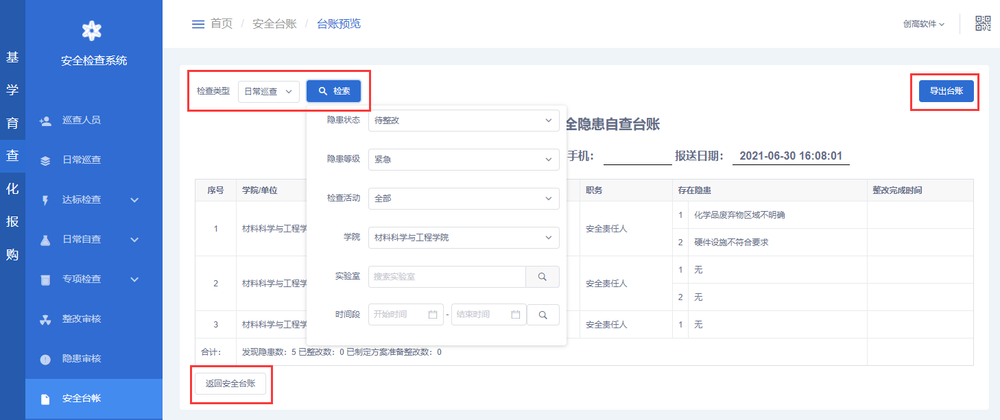 基
学
育
查
化
报
购
安全检查系统
巡查人员
日常巡查
达标检查
日常自查
专项检查
整改审核
隐患审核
安全台帐
首页 / 安全台账 / 台账预览
创高软件
检查类型 日常巡查 检索
导出台账
隐患状态 待整改
隐患等级 紧急
检查活动 全部
学院 材料科学与工程学院
实验室 搜索实验室
时间段 开始时间 - 结束时间
全隐患自查台账
手机： 报送日期： 2021-06-30 16:08:01
序号 学院/单位 职务 存在隐患 整改完成时间
1 材料科学与工程学 安全责任人 1 化学品废弃物区域不明确
2 硬件设施不符合要求
2 材料科学与工程学 安全责任人 1 无
2 无
3 材料科学与工程学 安全责任人 1 无
合计： 发现隐患数：5 已整改数：0 已制定方案准备整改数：0
返回安全台账